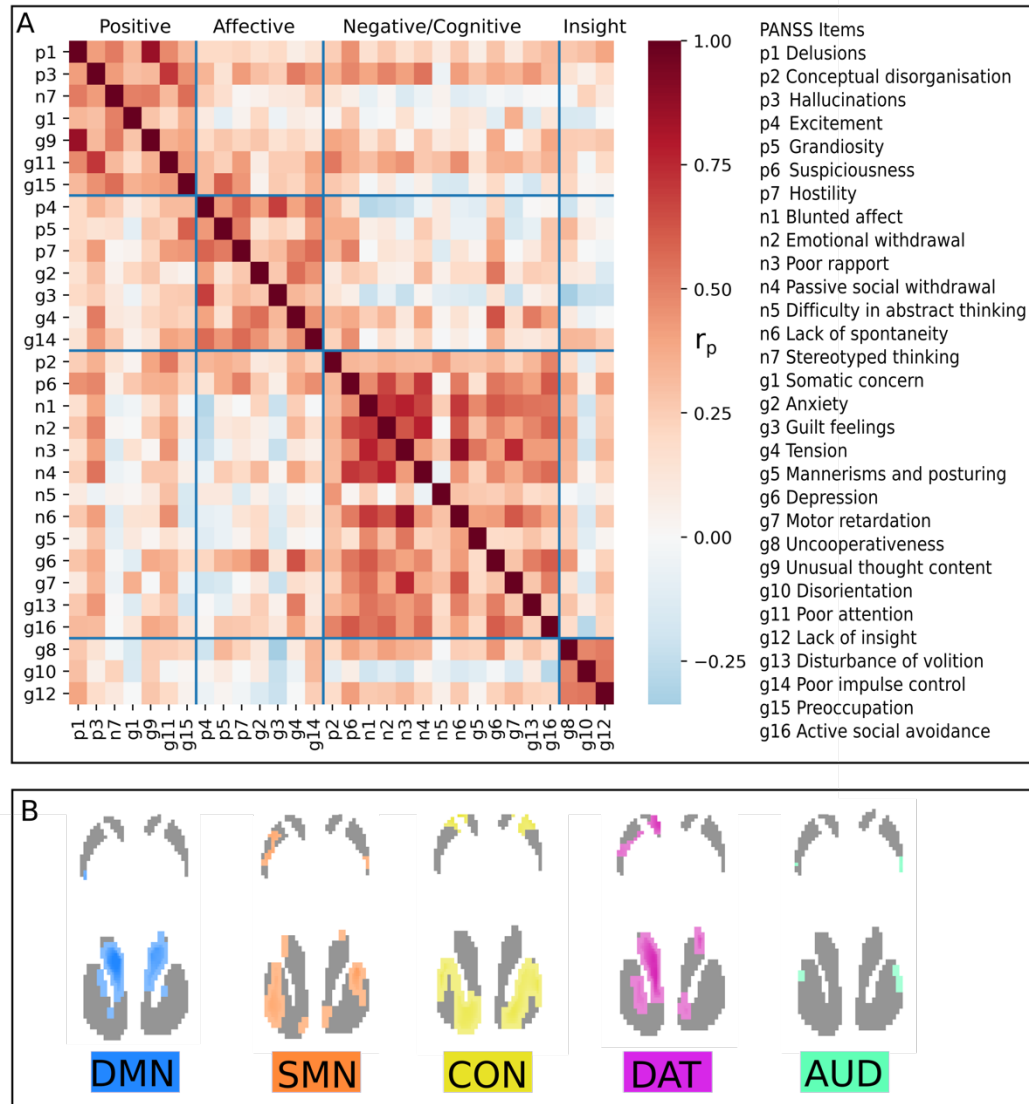 A
Positive Affective Negative/Cognitive Insight
p1
p3
n7
g1
g9
g11
g15
p4
p5
p7
g2
g3
g4
g14
p2
p6
n1
n2
n3
n4
n5
n6
g5
g6
g7
g13
g16
g8
g10
g12
p1 p3 n7 g1 g9 g11 g15 p4 p5 p7 g2 g3 g4 g14 p2 p6 n1 n2 n3 n4 n5 n6 g5 g6 g7 g13 g16 g8 g10 g12
1.00
0.75
0.50
0.25
0.00
−0.25
rp
PANSS Items
p1 Delusions
p2 Conceptual disorganisation
p3 Hallucinations
p4 Excitement
p5 Grandiosity
p6 Suspiciousness
p7 Hostility
n1 Blunted affect
n2 Emotional withdrawal
n3 Poor rapport
n4 Passive social withdrawal
n5 Difficulty in abstract thinking
n6 Lack of spontaneity
n7 Stereotyped thinking
g1 Somatic concern
g2 Anxiety
g3 Guilt feelings
g4 Tension
g5 Mannerisms and posturing
g6 Depression
g7 Motor retardation
g8 Uncooperativeness
g9 Unusual thought content
g10 Disorientation
g11 Poor attention
g12 Lack of insight
g13 Disturbance of volition
g14 Poor impulse control
g15 Preoccupation
g16 Active social avoidance
B
DMN SMN CON DAT AUD